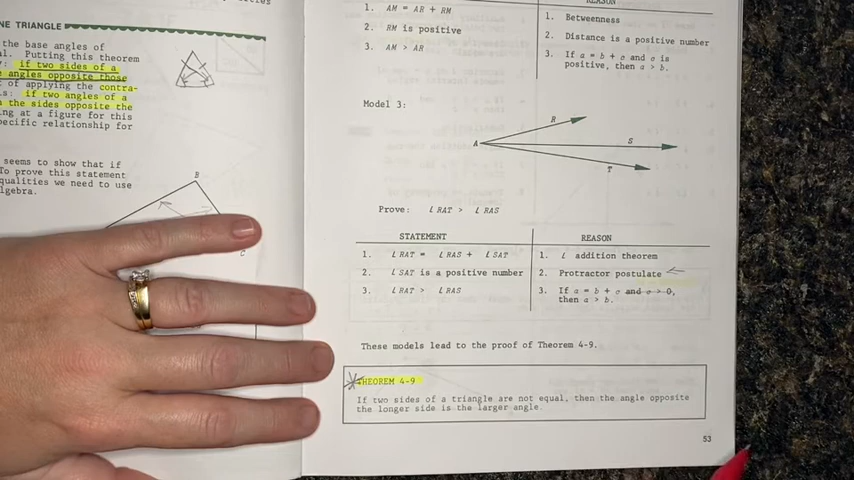 NE TRIANGLE
the base angles of
al. Putting this theorem
if two sides of a
angles opposite those
t of applying the contra-
s: if two angles of a
the sides opposite the
ng at a figure for this
pecific relationship for
seems to show that if
To prove this statement
qualities we need to use
lgebra.
B
C
REASON
1. AM = AR + RM
1. Betweenness
2. RM is positive
2. Distance is a positive number
3. AM > AR
3. If a = b + c and c is
positive, then a > b.
Model 3:
R
A
S
T
Prove: ∠RAT > ∠RAS
STATEMENT
REASON
1. ∠RAT = ∠RAS + ∠SAT
1. ∠ addition theorem
2. ∠SAT is a positive number
2. Protractor postulate
3. ∠RAT > ∠RAS
3. If a = b + c and c > 0,
then a > b.
These models lead to the proof of Theorem 4-9.
THEOREM 4-9
If two sides of a triangle are not equal, then the angle opposite
the longer side is the larger angle.
53